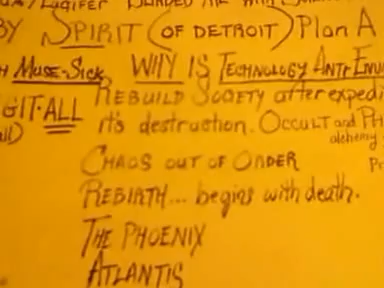 BY SPIRIT (OF DETROIT) Plan A
MUSE-SICK WHY IS TECHNOLOGY ANTI
GIT-ALL REBUILD SOCIETY after
it's destruction. OCCULT and
alchemy
CHAOS OUT OF ORDER
REBIRTH... begins with death.
THE PHOENIX
ATLANTIS